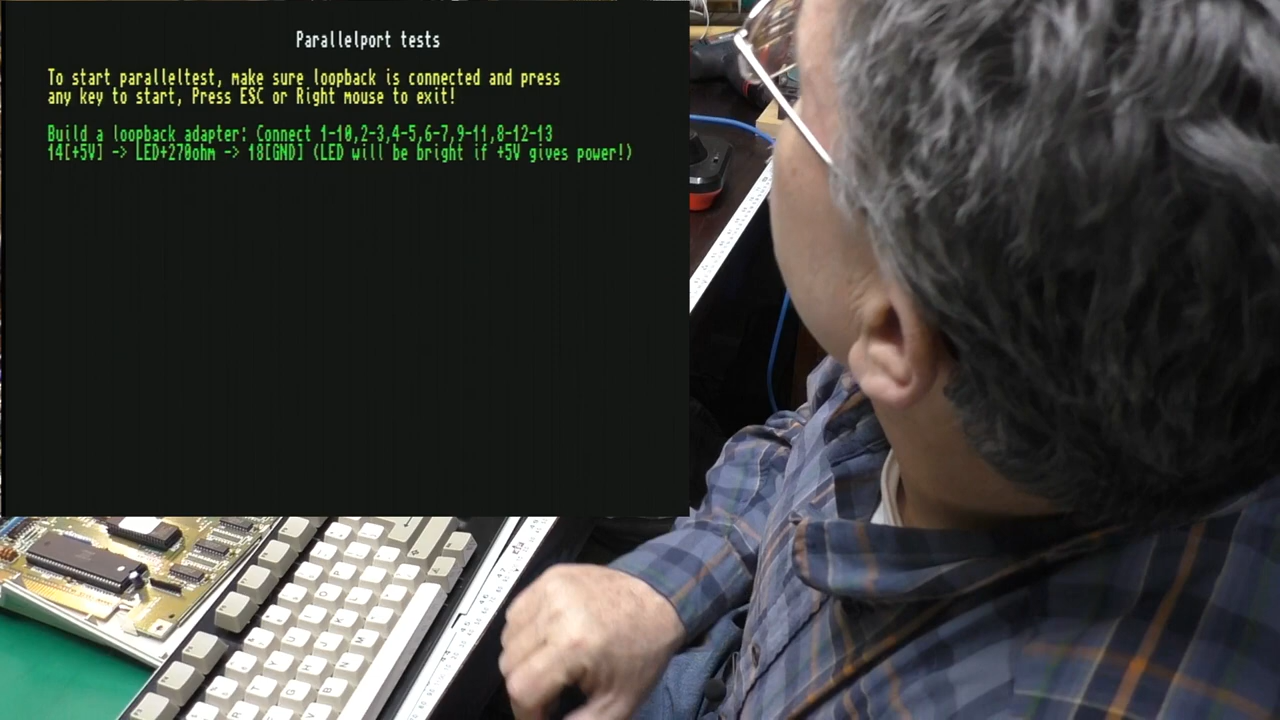 Parallelport tests
To start paralleltest, make sure loopback is connected and press
any key to start, Press ESC or Right mouse to exit!
Build a loopback adapter: Connect 1-10,2-3,4-5,6-7,9-11,8-12-13
14[+5V] -> LED+270ohm -> 18[GND] (LED will be bright if +5V gives power!)